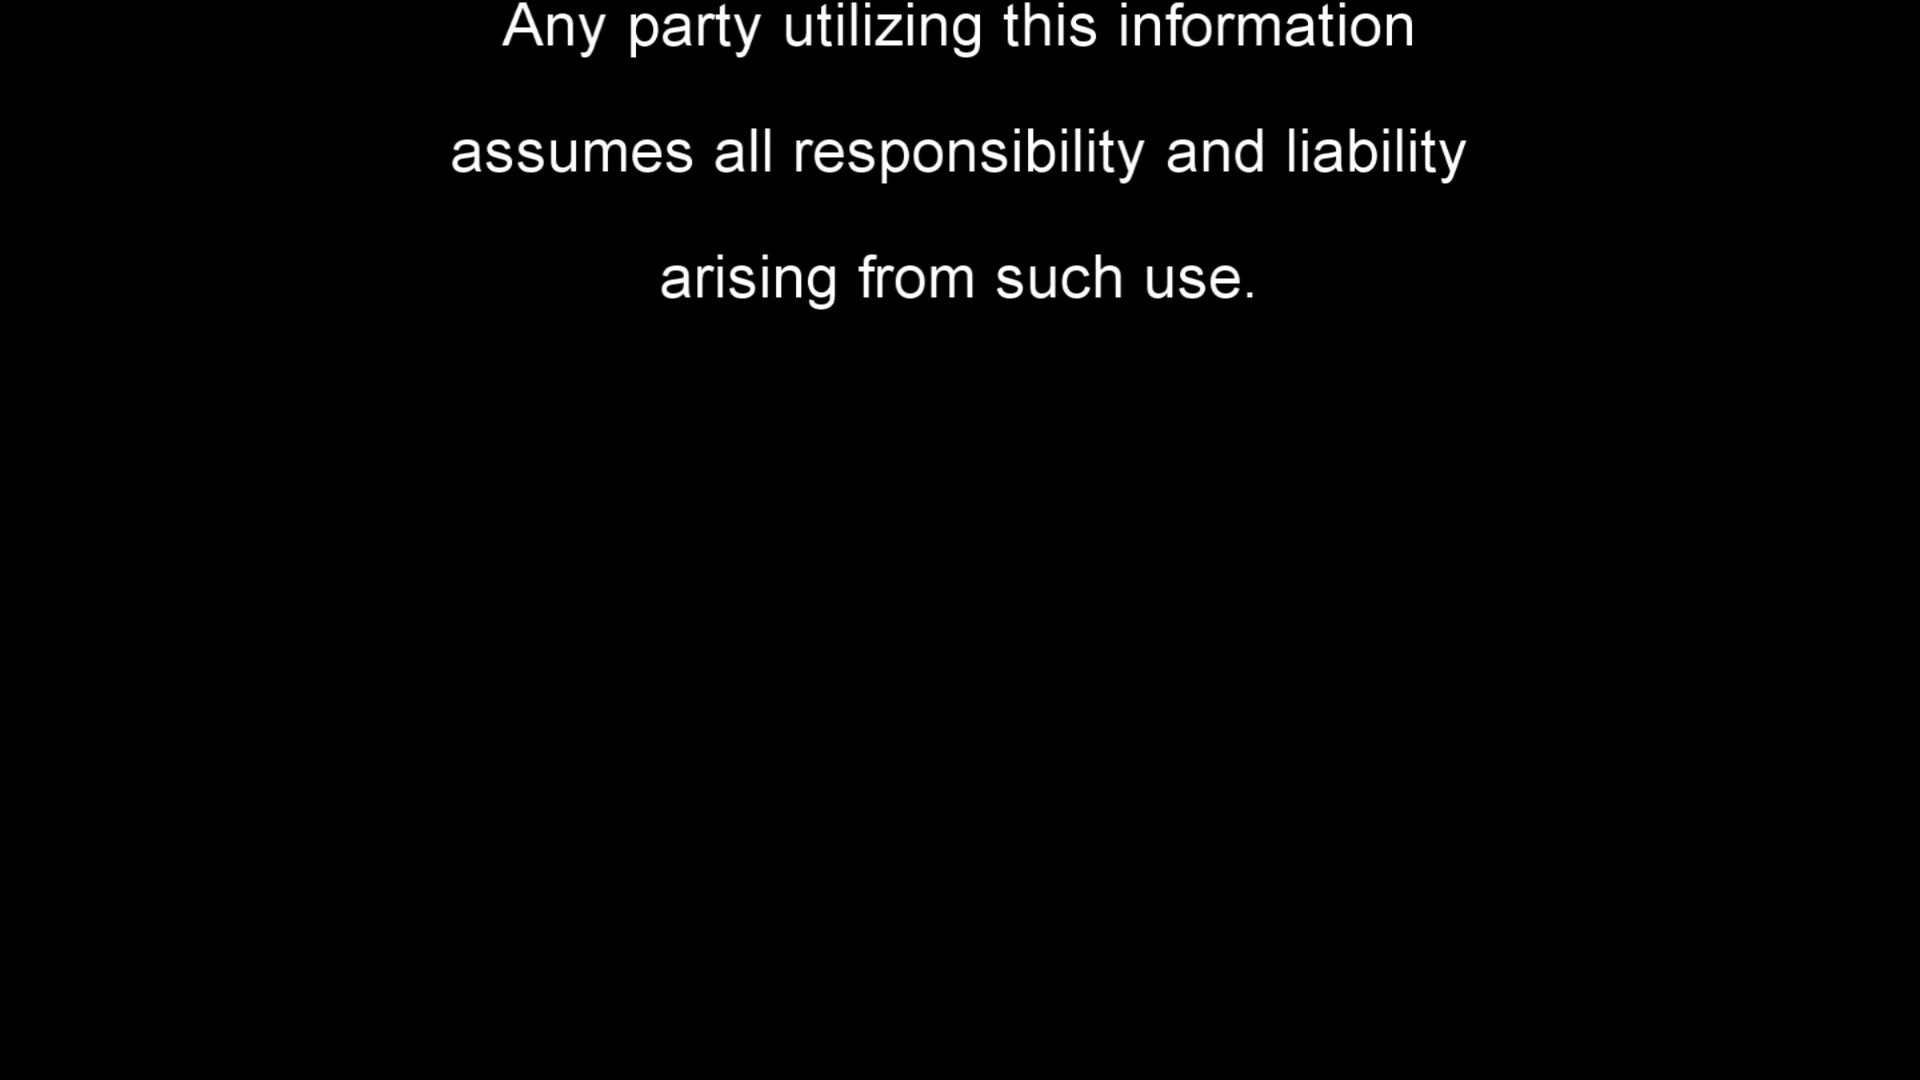 Any party utilizing this information
assumes all responsibility and liability
arising from such use.